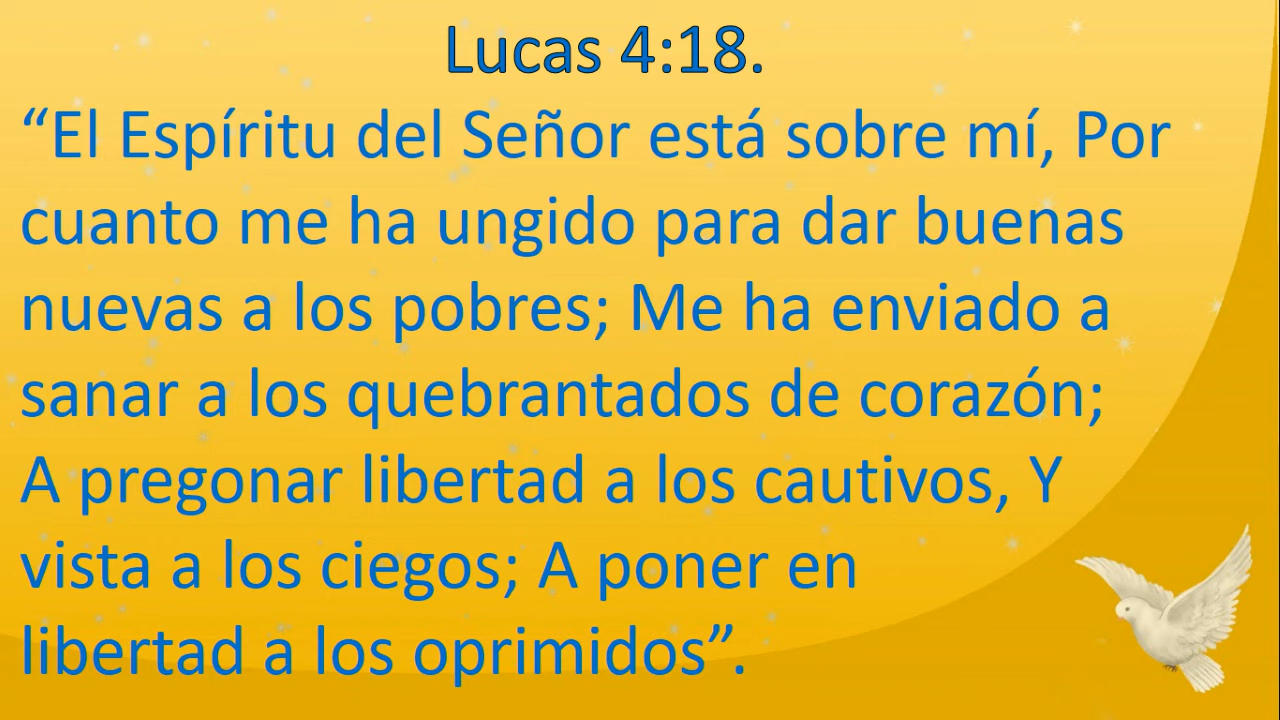 Lucas 4:18.
“El Espíritu del Señor está sobre mí, Por
cuanto me ha ungido para dar buenas
nuevas a los pobres; Me ha enviado a
sanar a los quebrantados de corazón;
A pregonar libertad a los cautivos, Y
vista a los ciegos; A poner en
libertad a los oprimidos”.